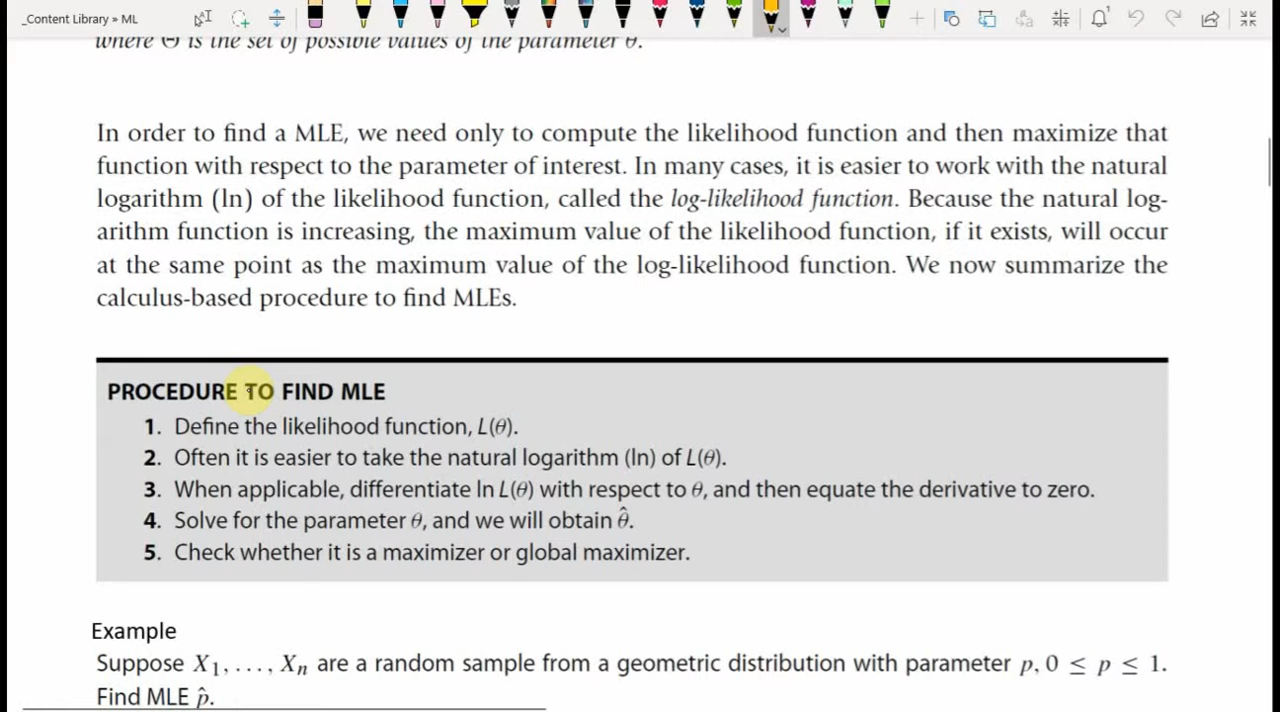 _Content Library » ML
where Θ is the set of possible values of the parameter θ.
In order to find a MLE, we need only to compute the likelihood function and then maximize that
function with respect to the parameter of interest. In many cases, it is easier to work with the natural
logarithm (ln) of the likelihood function, called the log-likelihood function. Because the natural log-
arithm function is increasing, the maximum value of the likelihood function, if it exists, will occur
at the same point as the maximum value of the log-likelihood function. We now summarize the
calculus-based procedure to find MLEs.
PROCEDURE TO FIND MLE
1. Define the likelihood function, L(θ).
2. Often it is easier to take the natural logarithm (ln) of L(θ).
3. When applicable, differentiate ln L(θ) with respect to θ, and then equate the derivative to zero.
4. Solve for the parameter θ, and we will obtain θ̂.
5. Check whether it is a maximizer or global maximizer.
Example
Suppose X₁, . . . , Xₙ are a random sample from a geometric distribution with parameter p, 0 ≤ p ≤ 1.
Find MLE p̂.